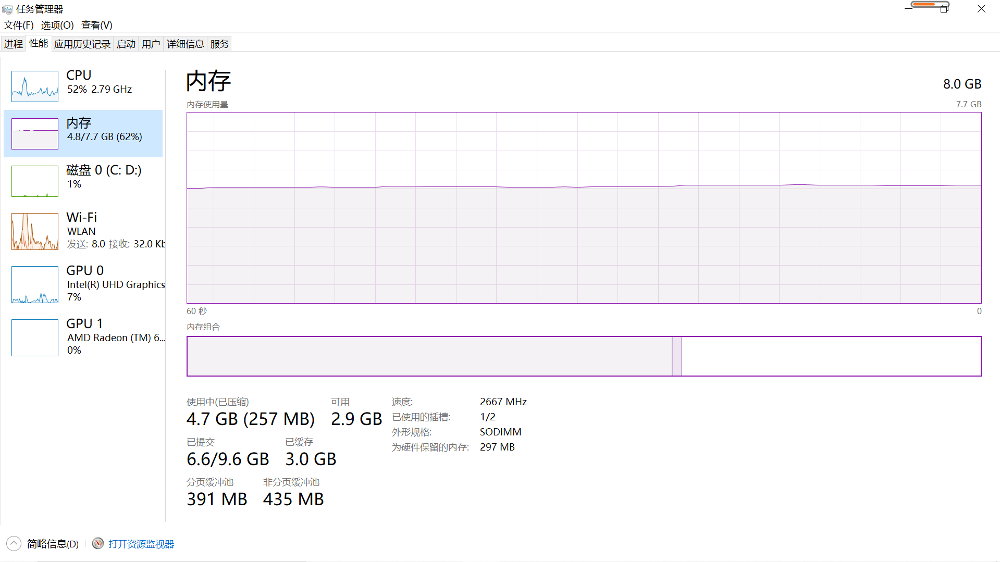 任务管理器
文件(F) 选项(O) 查看(V)
进程 性能 应用历史记录 启动 用户 详细信息 服务
CPU
52% 2.79 GHz
内存
4.8/7.7 GB (62%)
磁盘 0 (C: D:)
1%
Wi-Fi
WLAN
发送: 8.0 接收: 32.0 Kb
GPU 0
Intel(R) UHD Graphics
7%
GPU 1
AMD Radeon (TM) 6...
0%
内存
8.0 GB
内存使用量
7.7 GB
60 秒
0
内存组合
使用中(已压缩)
4.7 GB (257 MB)
可用
2.9 GB
已提交
6.6/9.6 GB
已缓存
3.0 GB
分页缓冲池
391 MB
非分页缓冲池
435 MB
速度: 2667 MHz
已使用的插槽: 1/2
外形规格: SODIMM
为硬件保留的内存: 297 MB
简略信息(D)
打开资源监视器